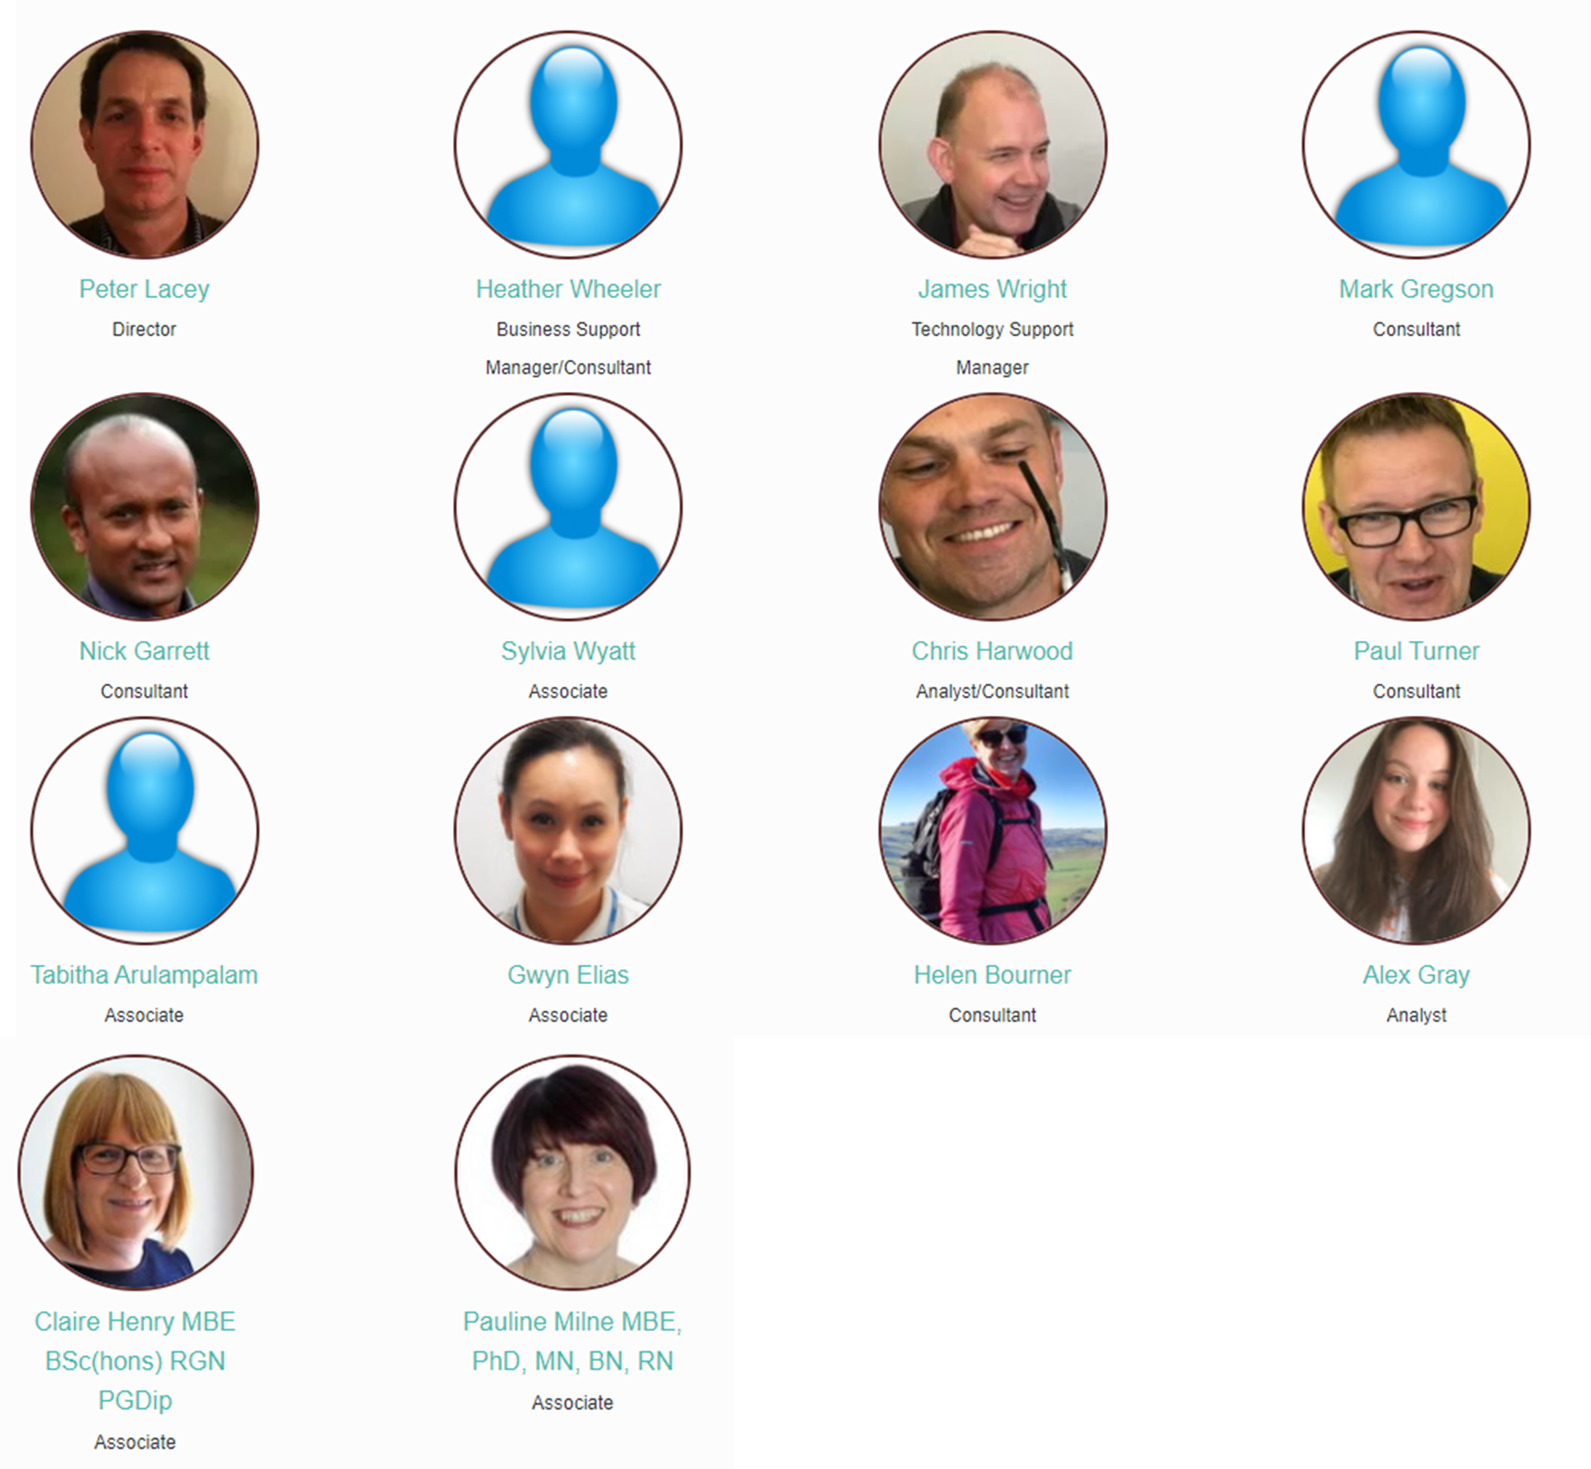 Peter Lacey
Director
Heather Wheeler
Business Support
Manager/Consultant
James Wright
Technology Support
Manager
Mark Gregson
Consultant
Nick Garrett
Consultant
Sylvia Wyatt
Associate
Chris Harwood
Analyst/Consultant
Paul Turner
Consultant
Tabitha Arulampalam
Associate
Gwyn Elias
Associate
Helen Bourner
Consultant
Alex Gray
Analyst
Claire Henry MBE
BSc(hons) RGN
PGDip
Associate
Pauline Milne MBE,
PhD, MN, BN, RN
Associate